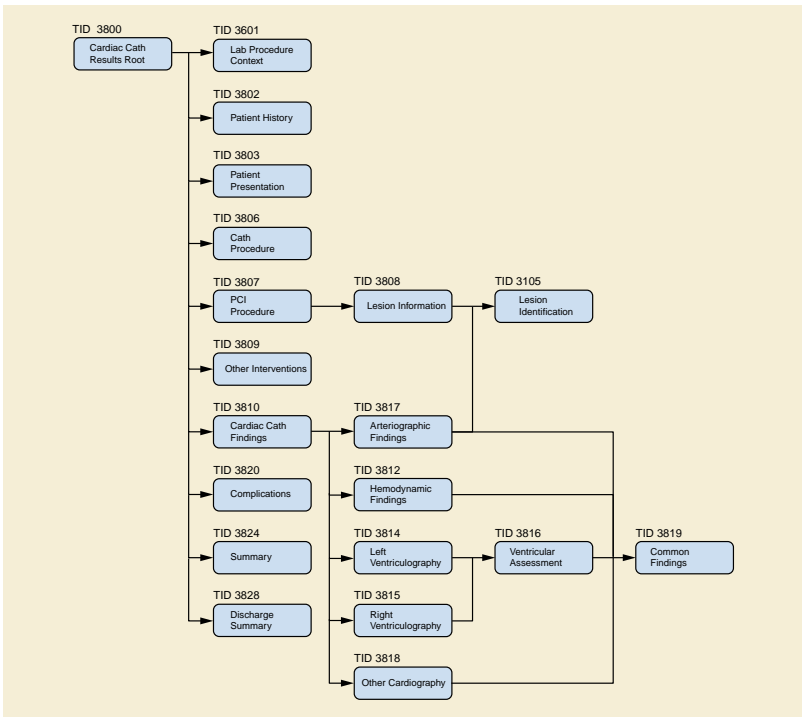 TID 3800
Cardiac Cath
Results Root
TID 3601
Lab Procedure
Context
TID 3802
Patient History
TID 3803
Patient
Presentation
TID 3806
Cath
Procedure
TID 3807
PCI
Procedure
TID 3808
Lesion Information
TID 3105
Lesion
Identification
TID 3809
Other Interventions
TID 3810
Cardiac Cath
Findings
TID 3817
Arteriographic
Findings
TID 3820
Complications
TID 3812
Hemodynamic
Findings
TID 3824
Summary
TID 3814
Left
Ventriculography
TID 3816
Ventricular
Assessment
TID 3819
Common
Findings
TID 3828
Discharge
Summary
TID 3815
Right
Ventriculography
TID 3818
Other Cardiography